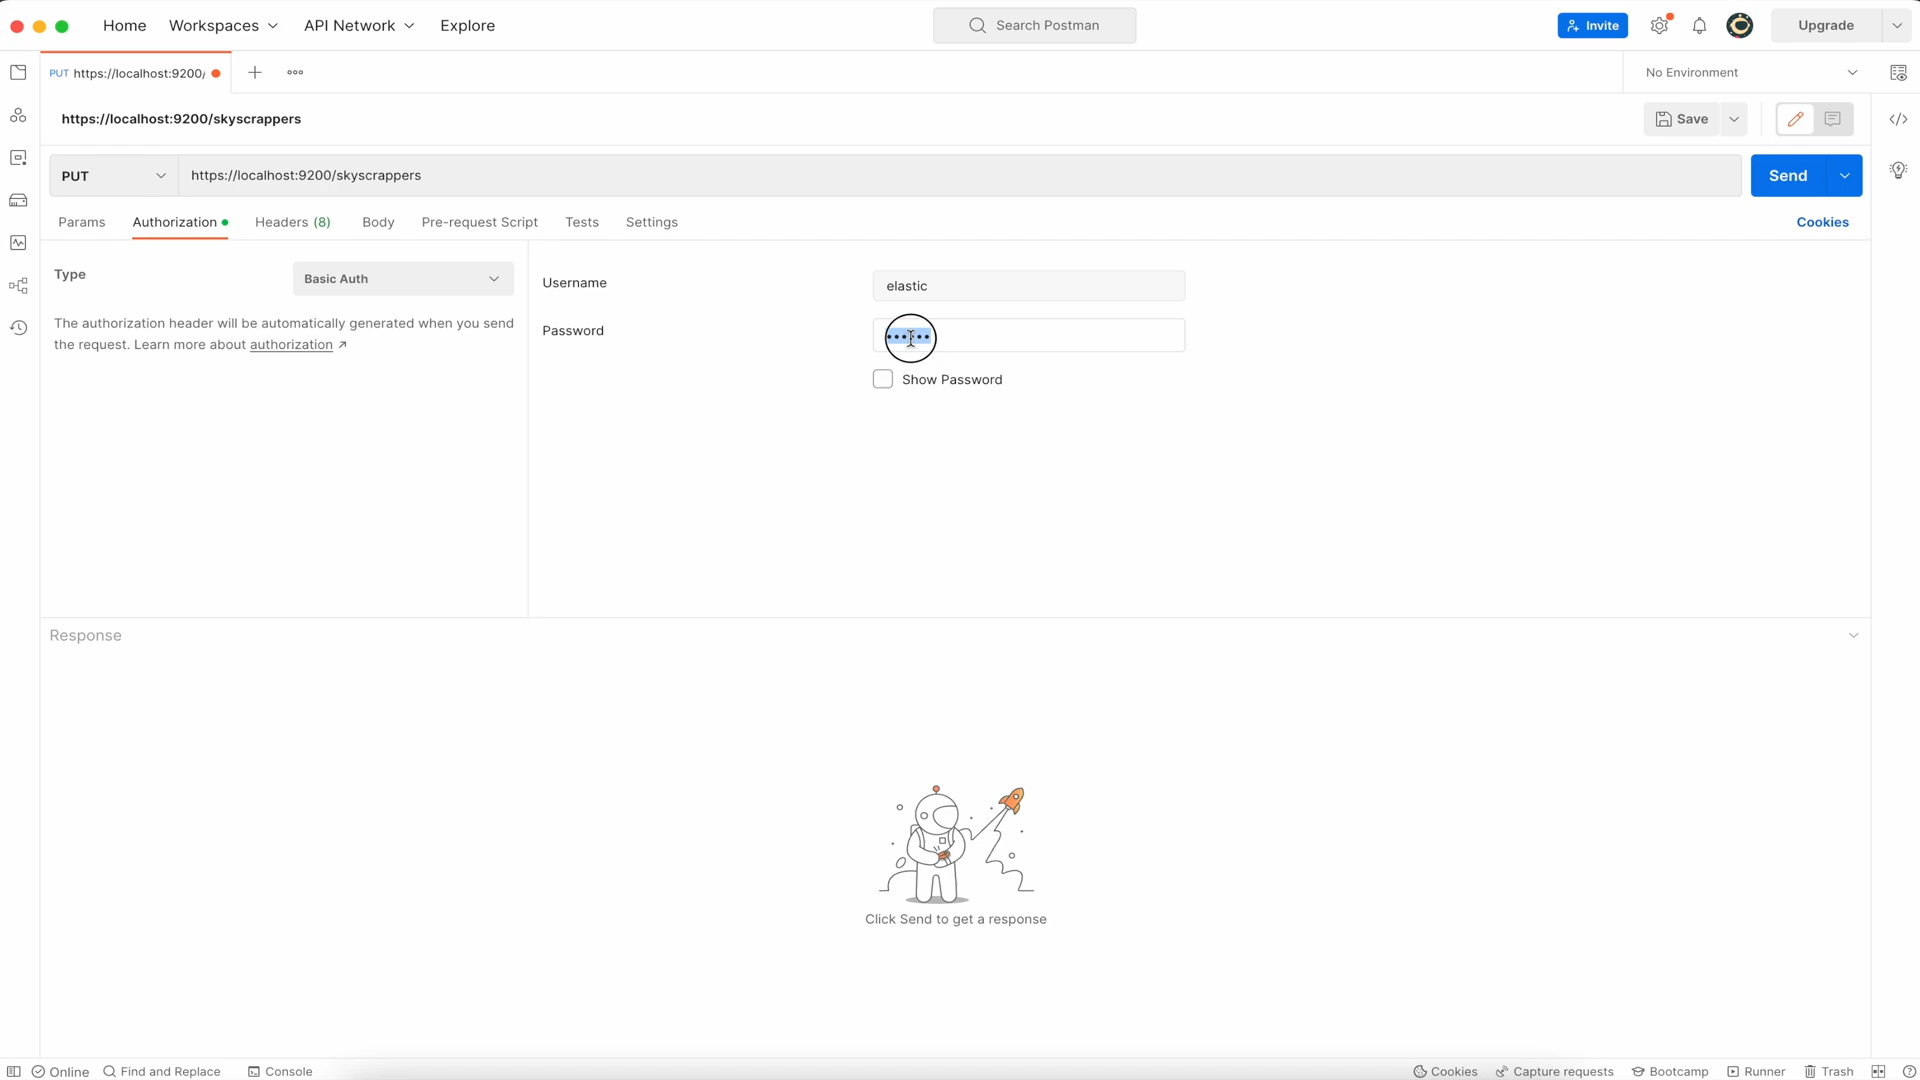 Home Workspaces API Network Explore Search Postman Invite Upgrade
PUT https://localhost:9200/ No Environment
https://localhost:9200/skyscrappers Save
PUT https://localhost:9200/skyscrappers Send
Params Authorization Headers (8) Body Pre-request Script Tests Settings Cookies
Type Basic Auth
The authorization header will be automatically generated when you send
the request. Learn more about authorization ↗
Username elastic
Password ••••••
Show Password
Response
Click Send to get a response
Online Find and Replace Console Cookies Capture requests Bootcamp Runner Trash